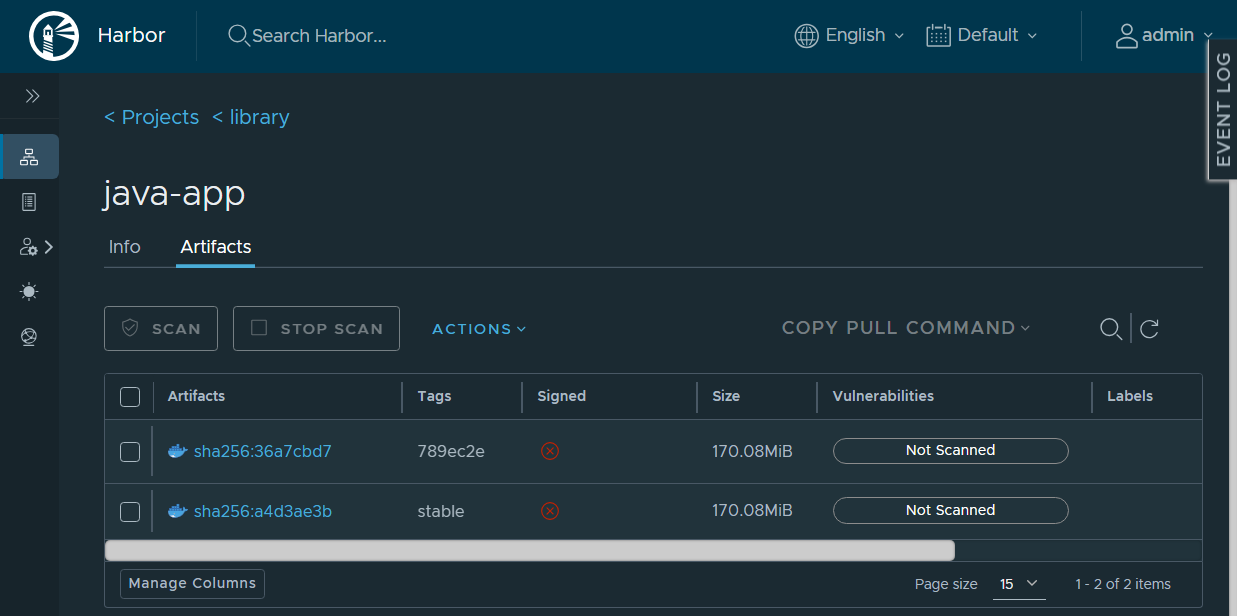 Harbor
Search Harbor...
English
Default
admin
EVENT LOG
< Projects < library
java-app
Info
Artifacts
SCAN
STOP SCAN
ACTIONS
COPY PULL COMMAND
Artifacts Tags Signed Size Vulnerabilities Labels
sha256:36a7cbd7 789ec2e 170.08MiB Not Scanned
sha256:a4d3ae3b stable 170.08MiB Not Scanned
Manage Columns
Page size 15 1 - 2 of 2 items